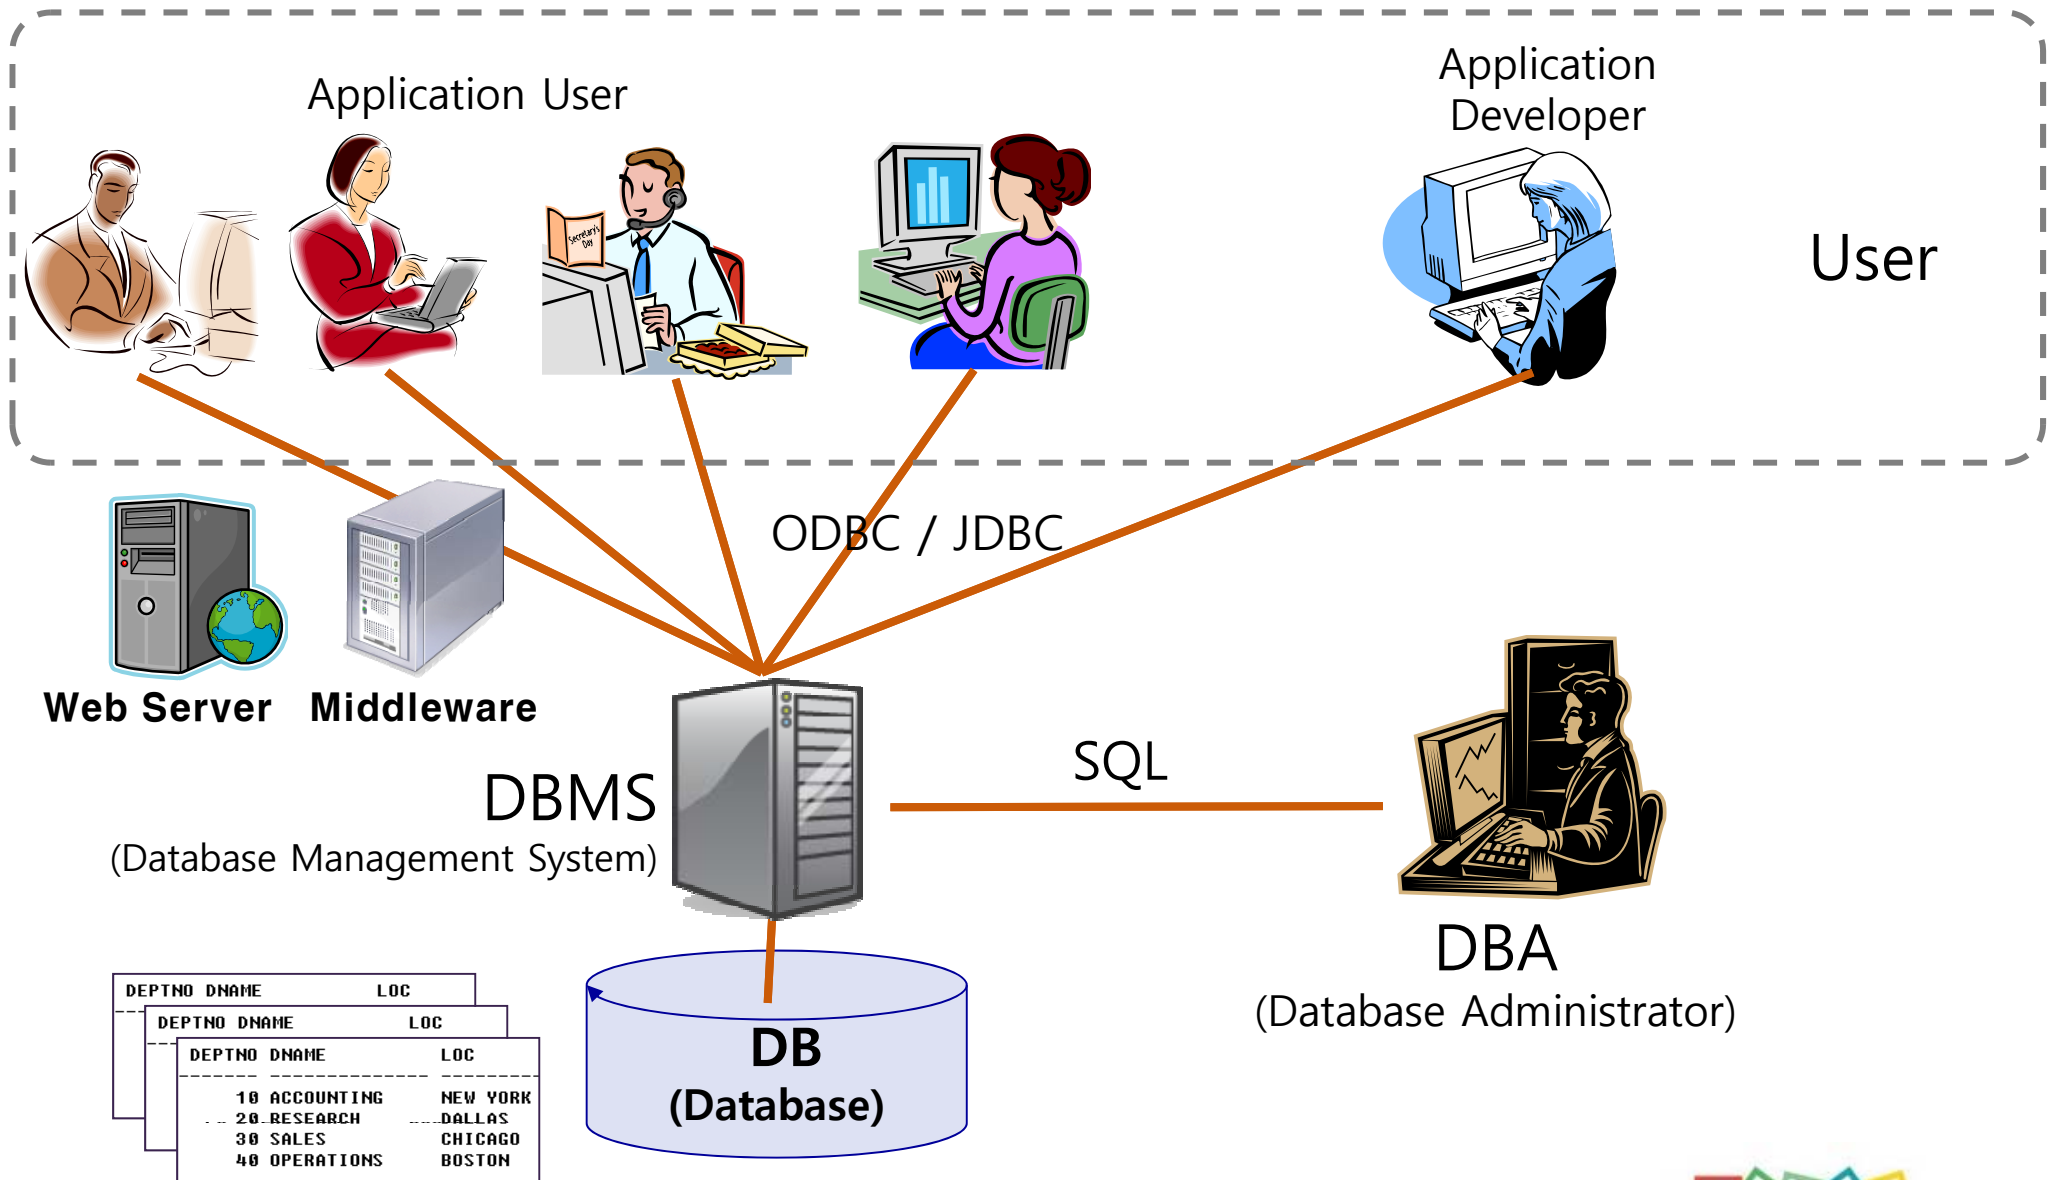 Application User
Application
Developer
Secretary's
Day
User
ODBC / JDBC
Web Server
Middleware
SQL
DBMS
(Database Management System)
DBA
(Database Administrator)
DEPTNO DNAME LOC
DEPTNO DNAME LOC
DEPTNO DNAME LOC
10 ACCOUNTING NEW YORK
20 RESEARCH DALLAS
30 SALES CHICAGO
40 OPERATIONS BOSTON
DB
(Database)